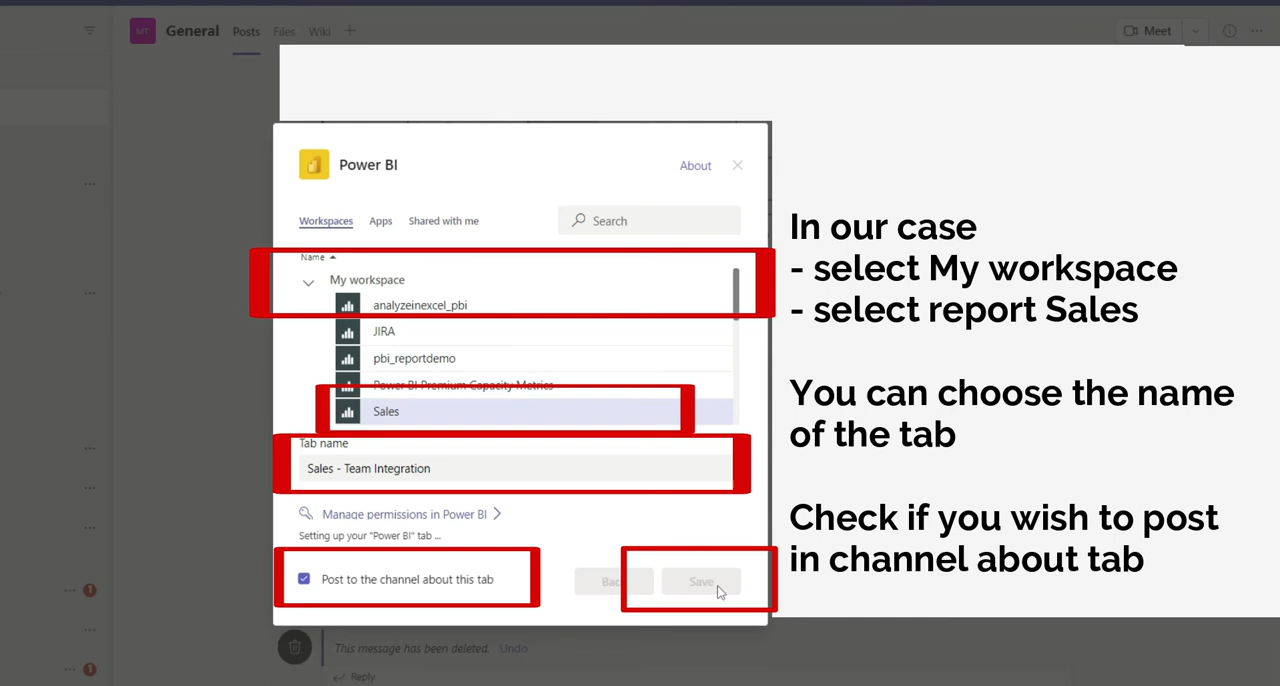 MT General Posts Files Wiki + Meet
Power BI About
Workspaces Apps Shared with me Search
Name
My workspace
analyzeinexcel_pbi
JIRA
pbi_reportdemo
Power BI Premium Capacity Metrics
Sales
Tab name
Sales - Team Integration
Manage permissions in Power BI
Setting up your "Power BI" tab ...
Post to the channel about this tab
Back Save
In our case
- select My workspace
- select report Sales
You can choose the name
of the tab
Check if you wish to post
in channel about tab
This message has been deleted. Undo
Reply
1
1